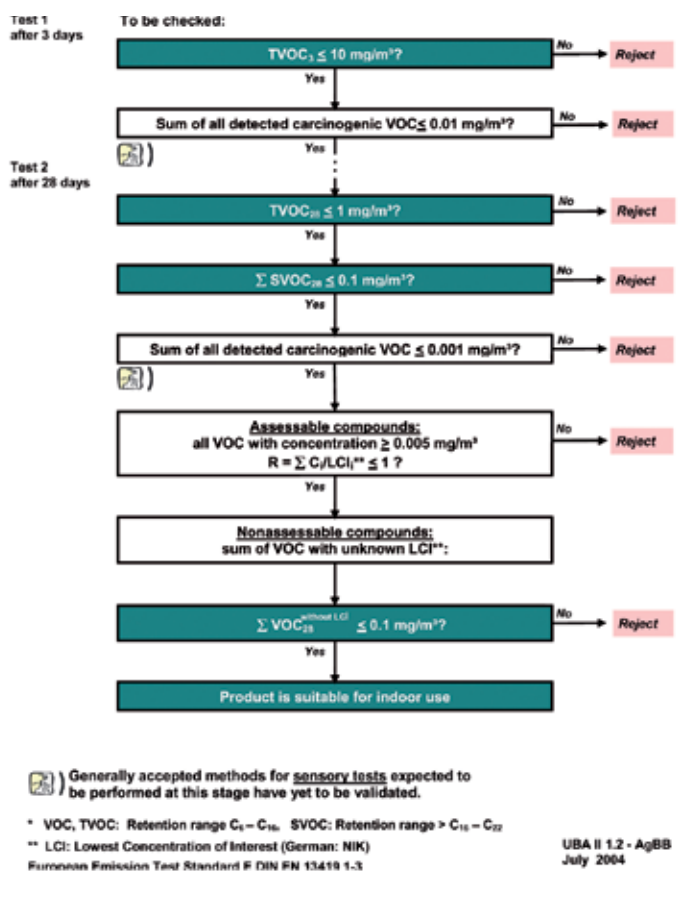 Test 1
after 3 days
To be checked:
TVOC₃ ≤ 10 mg/m³?
No
Reject
Yes
Sum of all detected carcinogenic VOC≤ 0.01 mg/m³?
No
Reject
Yes
Test 2
after 28 days
TVOC₂₈ ≤ 1 mg/m³?
No
Reject
Yes
∑ SVOC₂₈ ≤ 0.1 mg/m³?
No
Reject
Yes
Sum of all detected carcinogenic VOC ≤ 0.001 mg/m³?
No
Reject
Yes
Assessable compounds:
all VOC with concentration ≥ 0.005 mg/m³
R = ∑ Cᵢ/LCIᵢ** ≤ 1 ?
No
Reject
Yes
Nonassessable compounds:
sum of VOC with unknown LCI**:
∑ VOC₂₈ without LCI ≤ 0.1 mg/m³?
No
Reject
Yes
Product is suitable for indoor use
) Generally accepted methods for sensory tests expected to
be performed at this stage have yet to be validated.
* VOC, TVOC: Retention range C₆ – C₁₆, SVOC: Retention range > C₁₆ – C₂₂
** LCI: Lowest Concentration of Interest (German: NIK)
European Emission Test Standard E DIN EN 13419 1-3
UBA II 1.2 - AgBB
July 2004